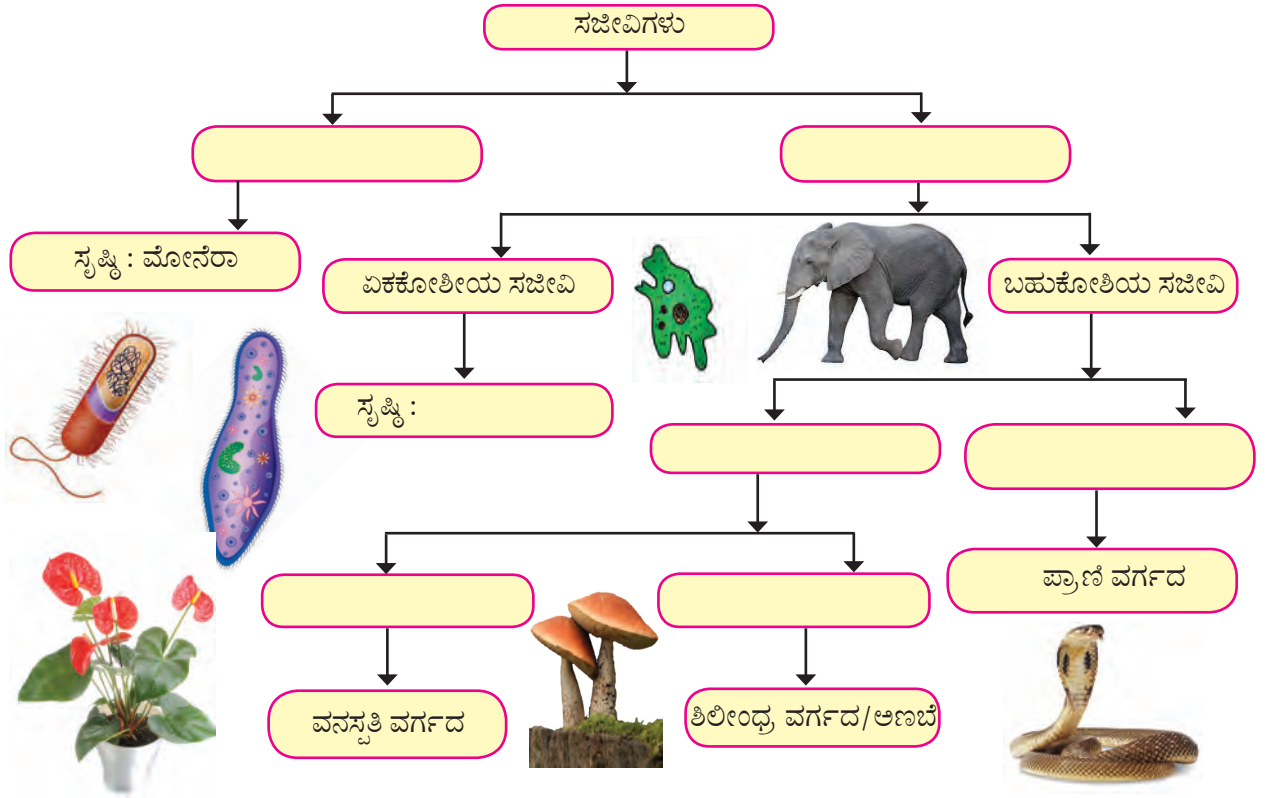 ಸಜೀವಿಗಳು
ಸೃಷ್ಠಿ : ಮೋನೆರಾ
ಏಕಕೋಶೀಯ ಸಜೀವಿ
ಬಹುಕೋಶಿಯ ಸಜೀವಿ
ಸೃಷ್ಠಿ :
ಪ್ರಾಣಿ ವರ್ಗದ
ವನಸ್ಪತಿ ವರ್ಗದ
ಶಿಲೀಂಧ್ರ ವರ್ಗದ/ಅಣಬೆ